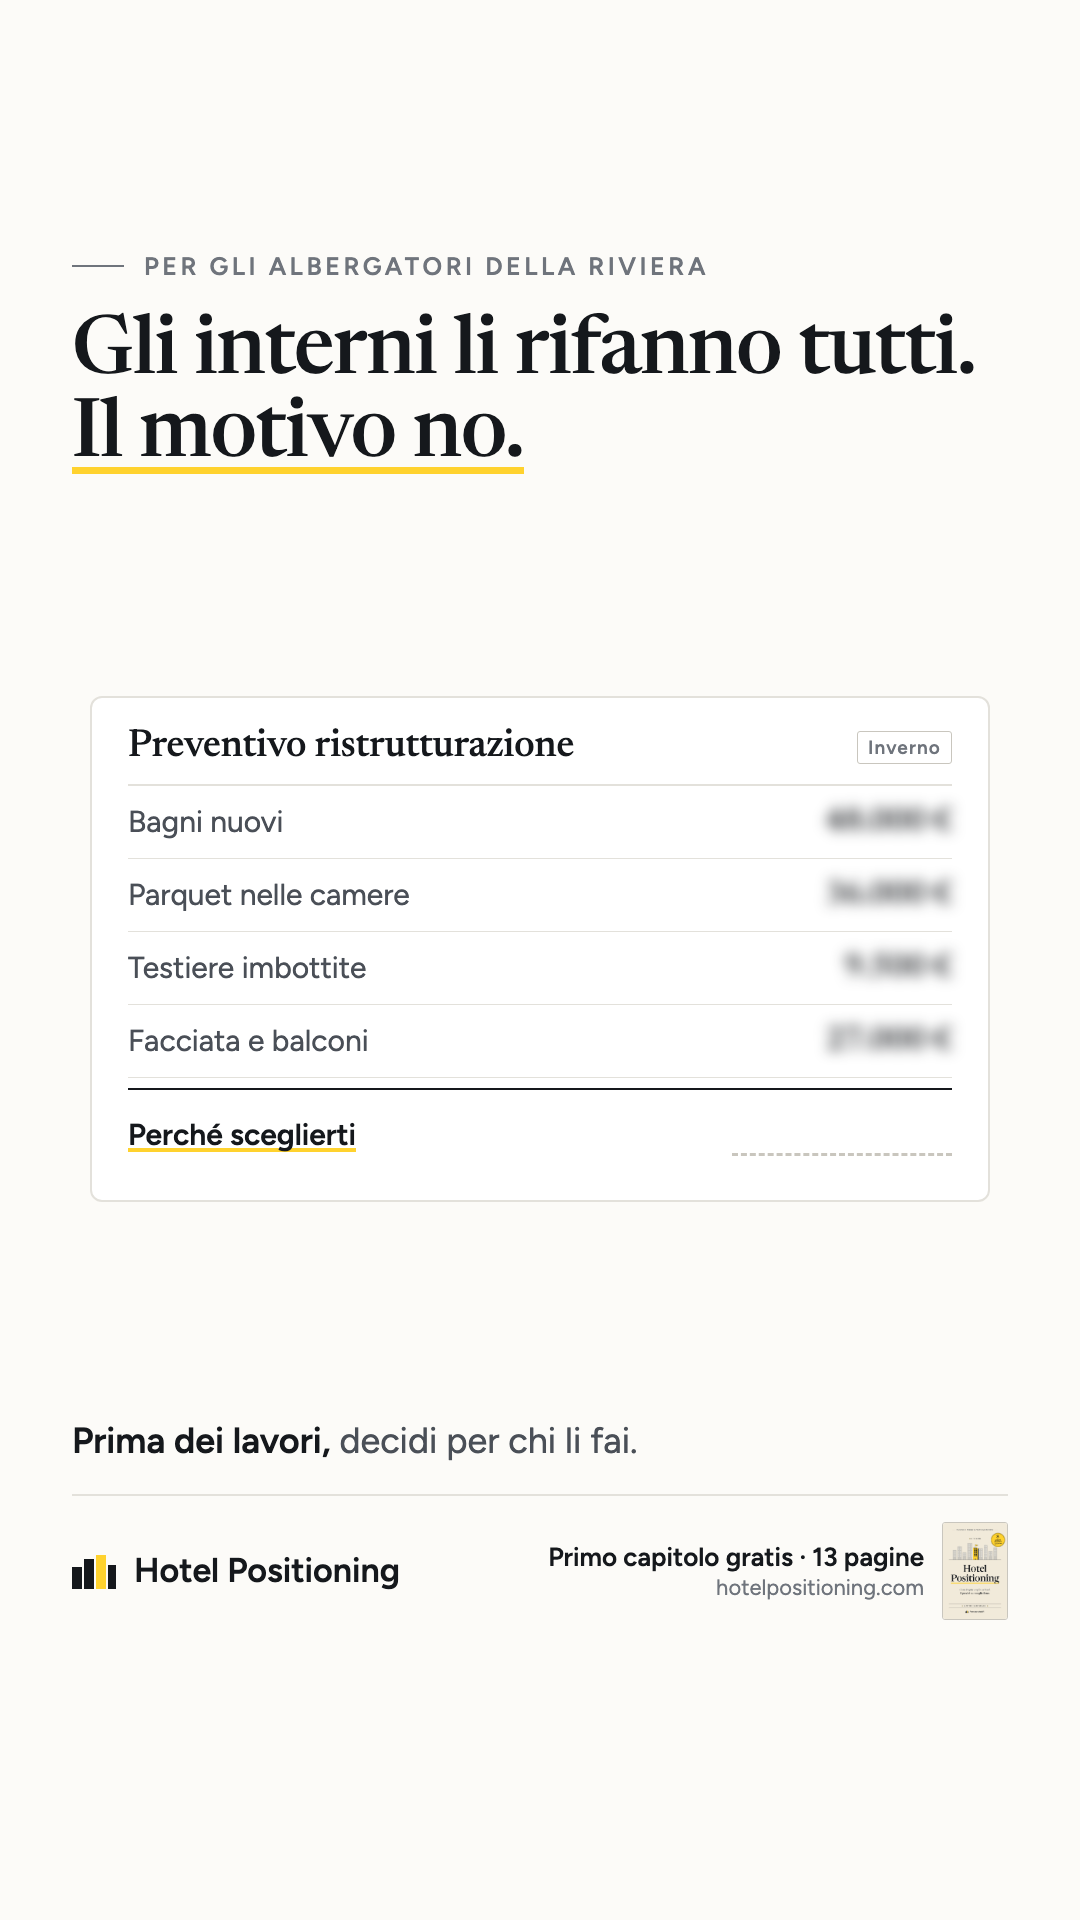 PER GLI ALBERGATORI DELLA RIVIERA
Gli interni li rifanno tutti.
Il motivo no.
Preventivo ristrutturazione
Inverno
Bagni nuovi
Parquet nelle camere
Testiere imbottite
Facciata e balconi
Perché sceglierti
Prima dei lavori, decidi per chi li fai.
Hotel Positioning
Primo capitolo gratis · 13 pagine
hotelpositioning.com
Hotel
Positioning